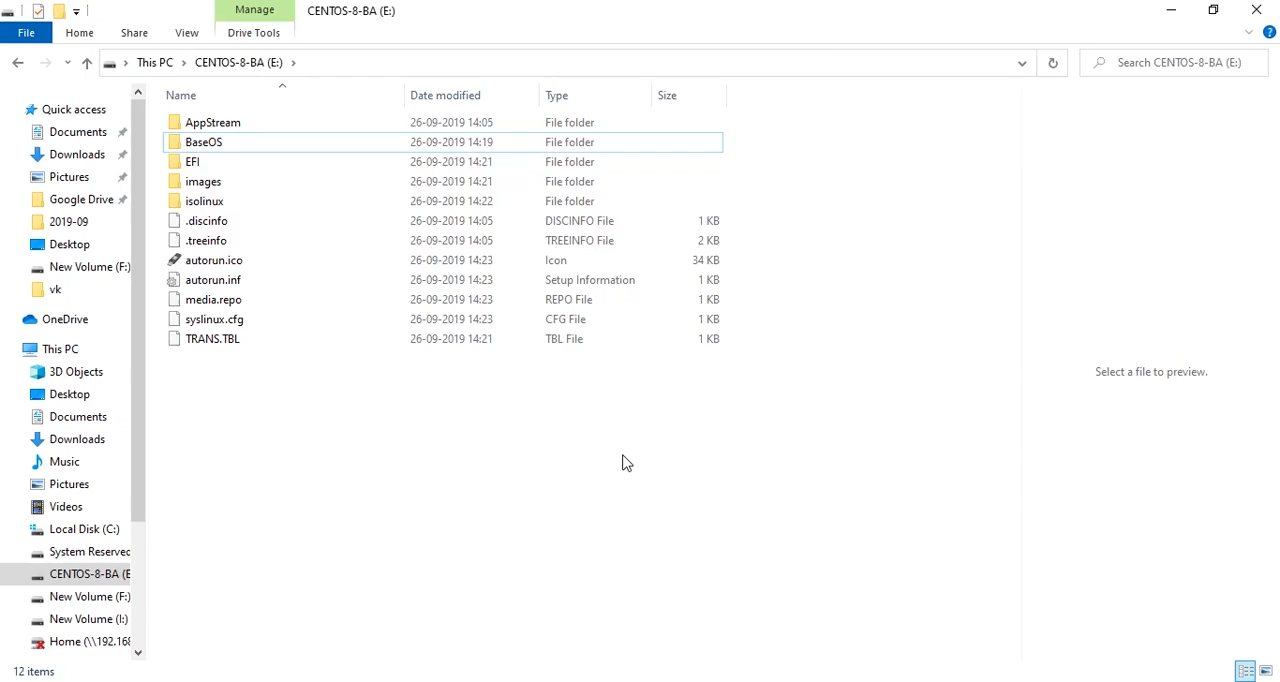 Manage
CENTOS-8-BA (E:)
File
Home
Share
View
Drive Tools
This PC > CENTOS-8-BA (E:) >
Search CENTOS-8-BA (E:)
Name
Date modified
Type
Size
Quick access
Documents
Downloads
Pictures
Google Drive
2019-09
Desktop
New Volume (F:)
vk
OneDrive
This PC
3D Objects
Desktop
Documents
Downloads
Music
Pictures
Videos
Local Disk (C:)
System Reserved
CENTOS-8-BA (E
New Volume (F:)
New Volume (I:)
Home (\\192.168
AppStream 26-09-2019 14:05 File folder
BaseOS 26-09-2019 14:19 File folder
EFI 26-09-2019 14:21 File folder
images 26-09-2019 14:21 File folder
isolinux 26-09-2019 14:22 File folder
.discinfo 26-09-2019 14:05 DISCINFO File 1 KB
.treeinfo 26-09-2019 14:05 TREEINFO File 2 KB
autorun.ico 26-09-2019 14:23 Icon 34 KB
autorun.inf 26-09-2019 14:23 Setup Information 1 KB
media.repo 26-09-2019 14:23 REPO File 1 KB
syslinux.cfg 26-09-2019 14:23 CFG File 1 KB
TRANS.TBL 26-09-2019 14:21 TBL File 1 KB
Select a file to preview.
12 items